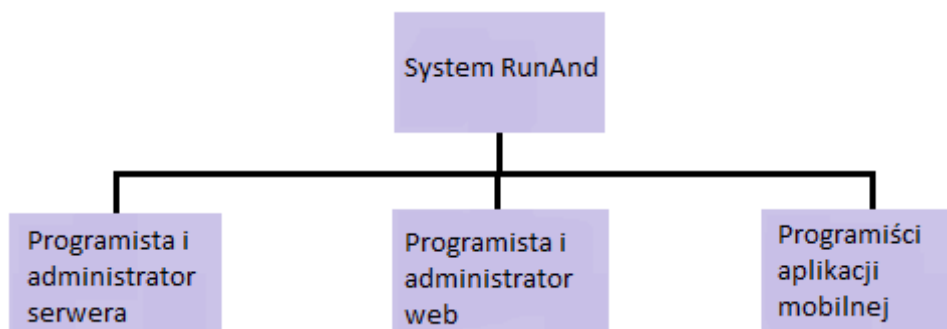 System RunAnd
Programista i
administrator
serwera
Programista i
administrator
web
Programiści
aplikacji
mobilnej